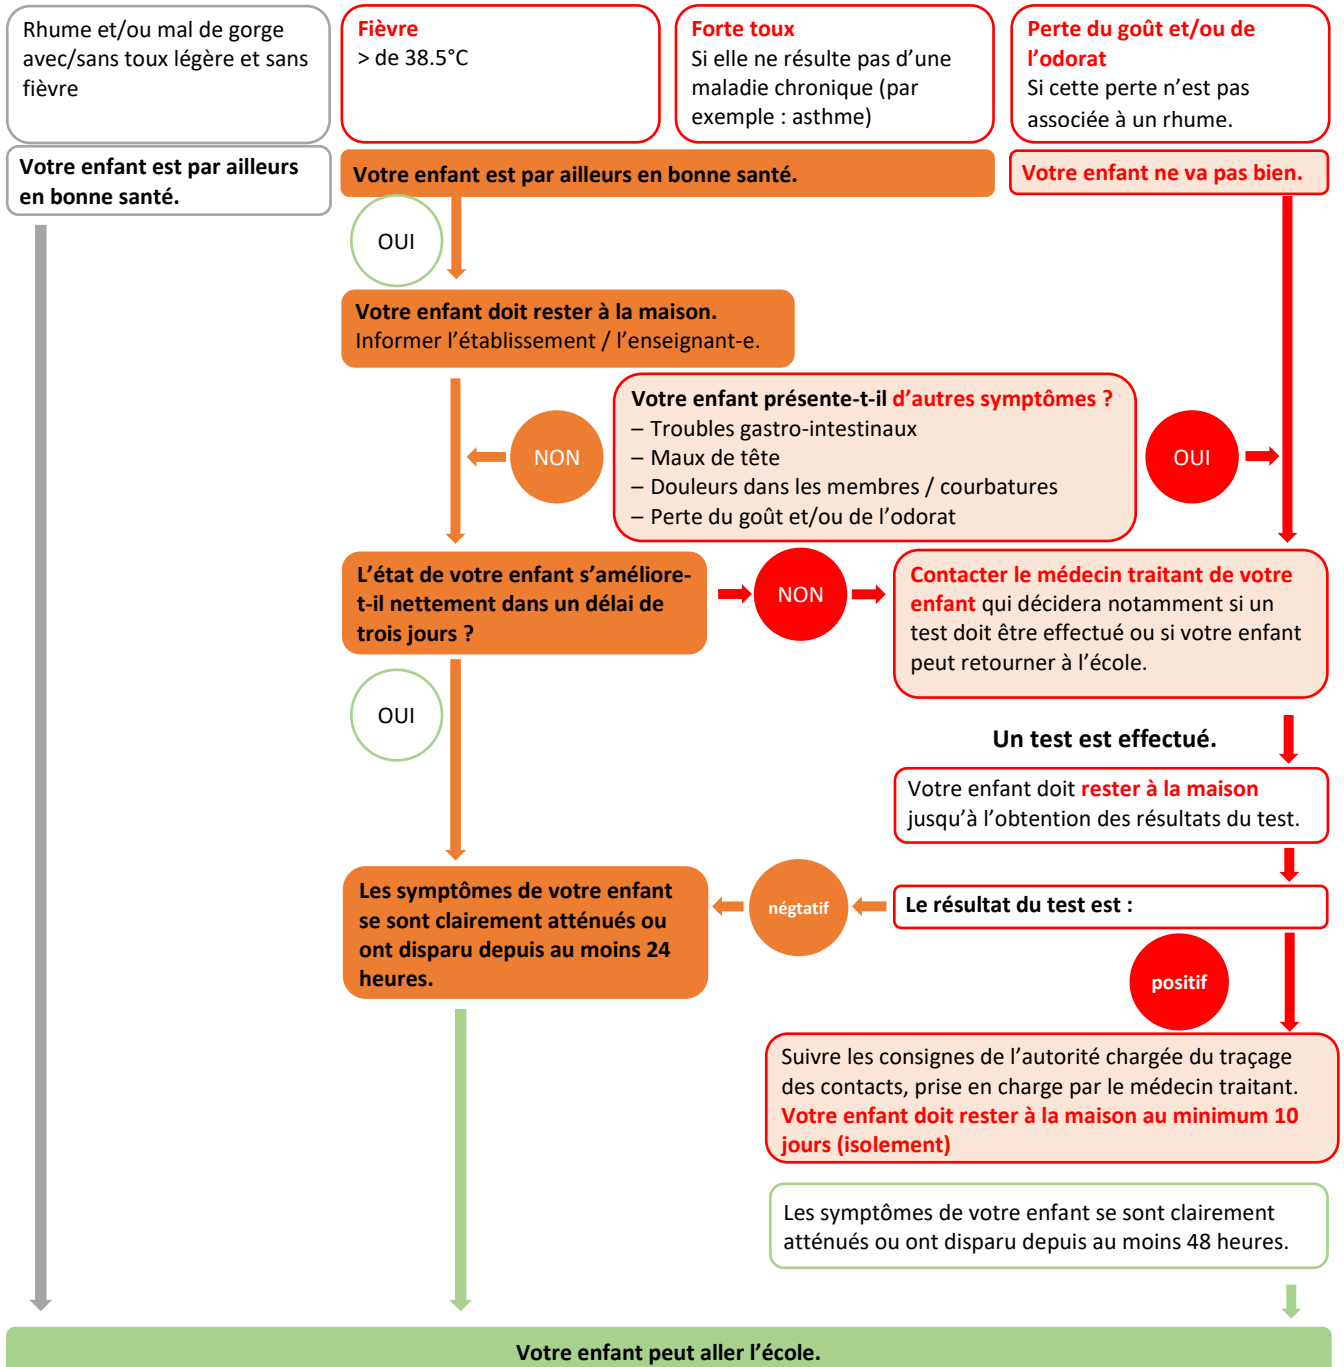 Rhume et/ou mal de gorge
avec/sans toux légère et sans
fièvre
Fièvre
> de 38.5°C
Forte toux
Si elle ne résulte pas d'une
maladie chronique (par
exemple : asthme)
Perte du goût et/ou de
l'odorat
Si cette perte n'est pas
associée à un rhume.
Votre enfant est par ailleurs
en bonne santé.
Votre enfant est par ailleurs en bonne santé.
Votre enfant ne va pas bien.
OUI
Votre enfant doit rester à la maison.
Informer l'établissement / l'enseignant-e.
Votre enfant présente-t-il d'autres symptômes ?
– Troubles gastro-intestinaux
– Maux de tête
– Douleurs dans les membres / courbatures
– Perte du goût et/ou de l'odorat
NON
OUI
L'état de votre enfant s'améliore-
t-il nettement dans un délai de
trois jours ?
NON
Contacter le médecin traitant de votre
enfant qui décidera notamment si un
test doit être effectué ou si votre enfant
peut retourner à l'école.
OUI
Un test est effectué.
Votre enfant doit rester à la maison
jusqu'à l'obtention des résultats du test.
Les symptômes de votre enfant
se sont clairement atténués ou
ont disparu depuis au moins 24
heures.
négtatif
Le résultat du test est :
positif
Suivre les consignes de l'autorité chargée du traçage
des contacts, prise en charge par le médecin traitant.
Votre enfant doit rester à la maison au minimum 10
jours (isolement)
Les symptômes de votre enfant se sont clairement
atténués ou ont disparu depuis au moins 48 heures.
Votre enfant peut aller l'école.